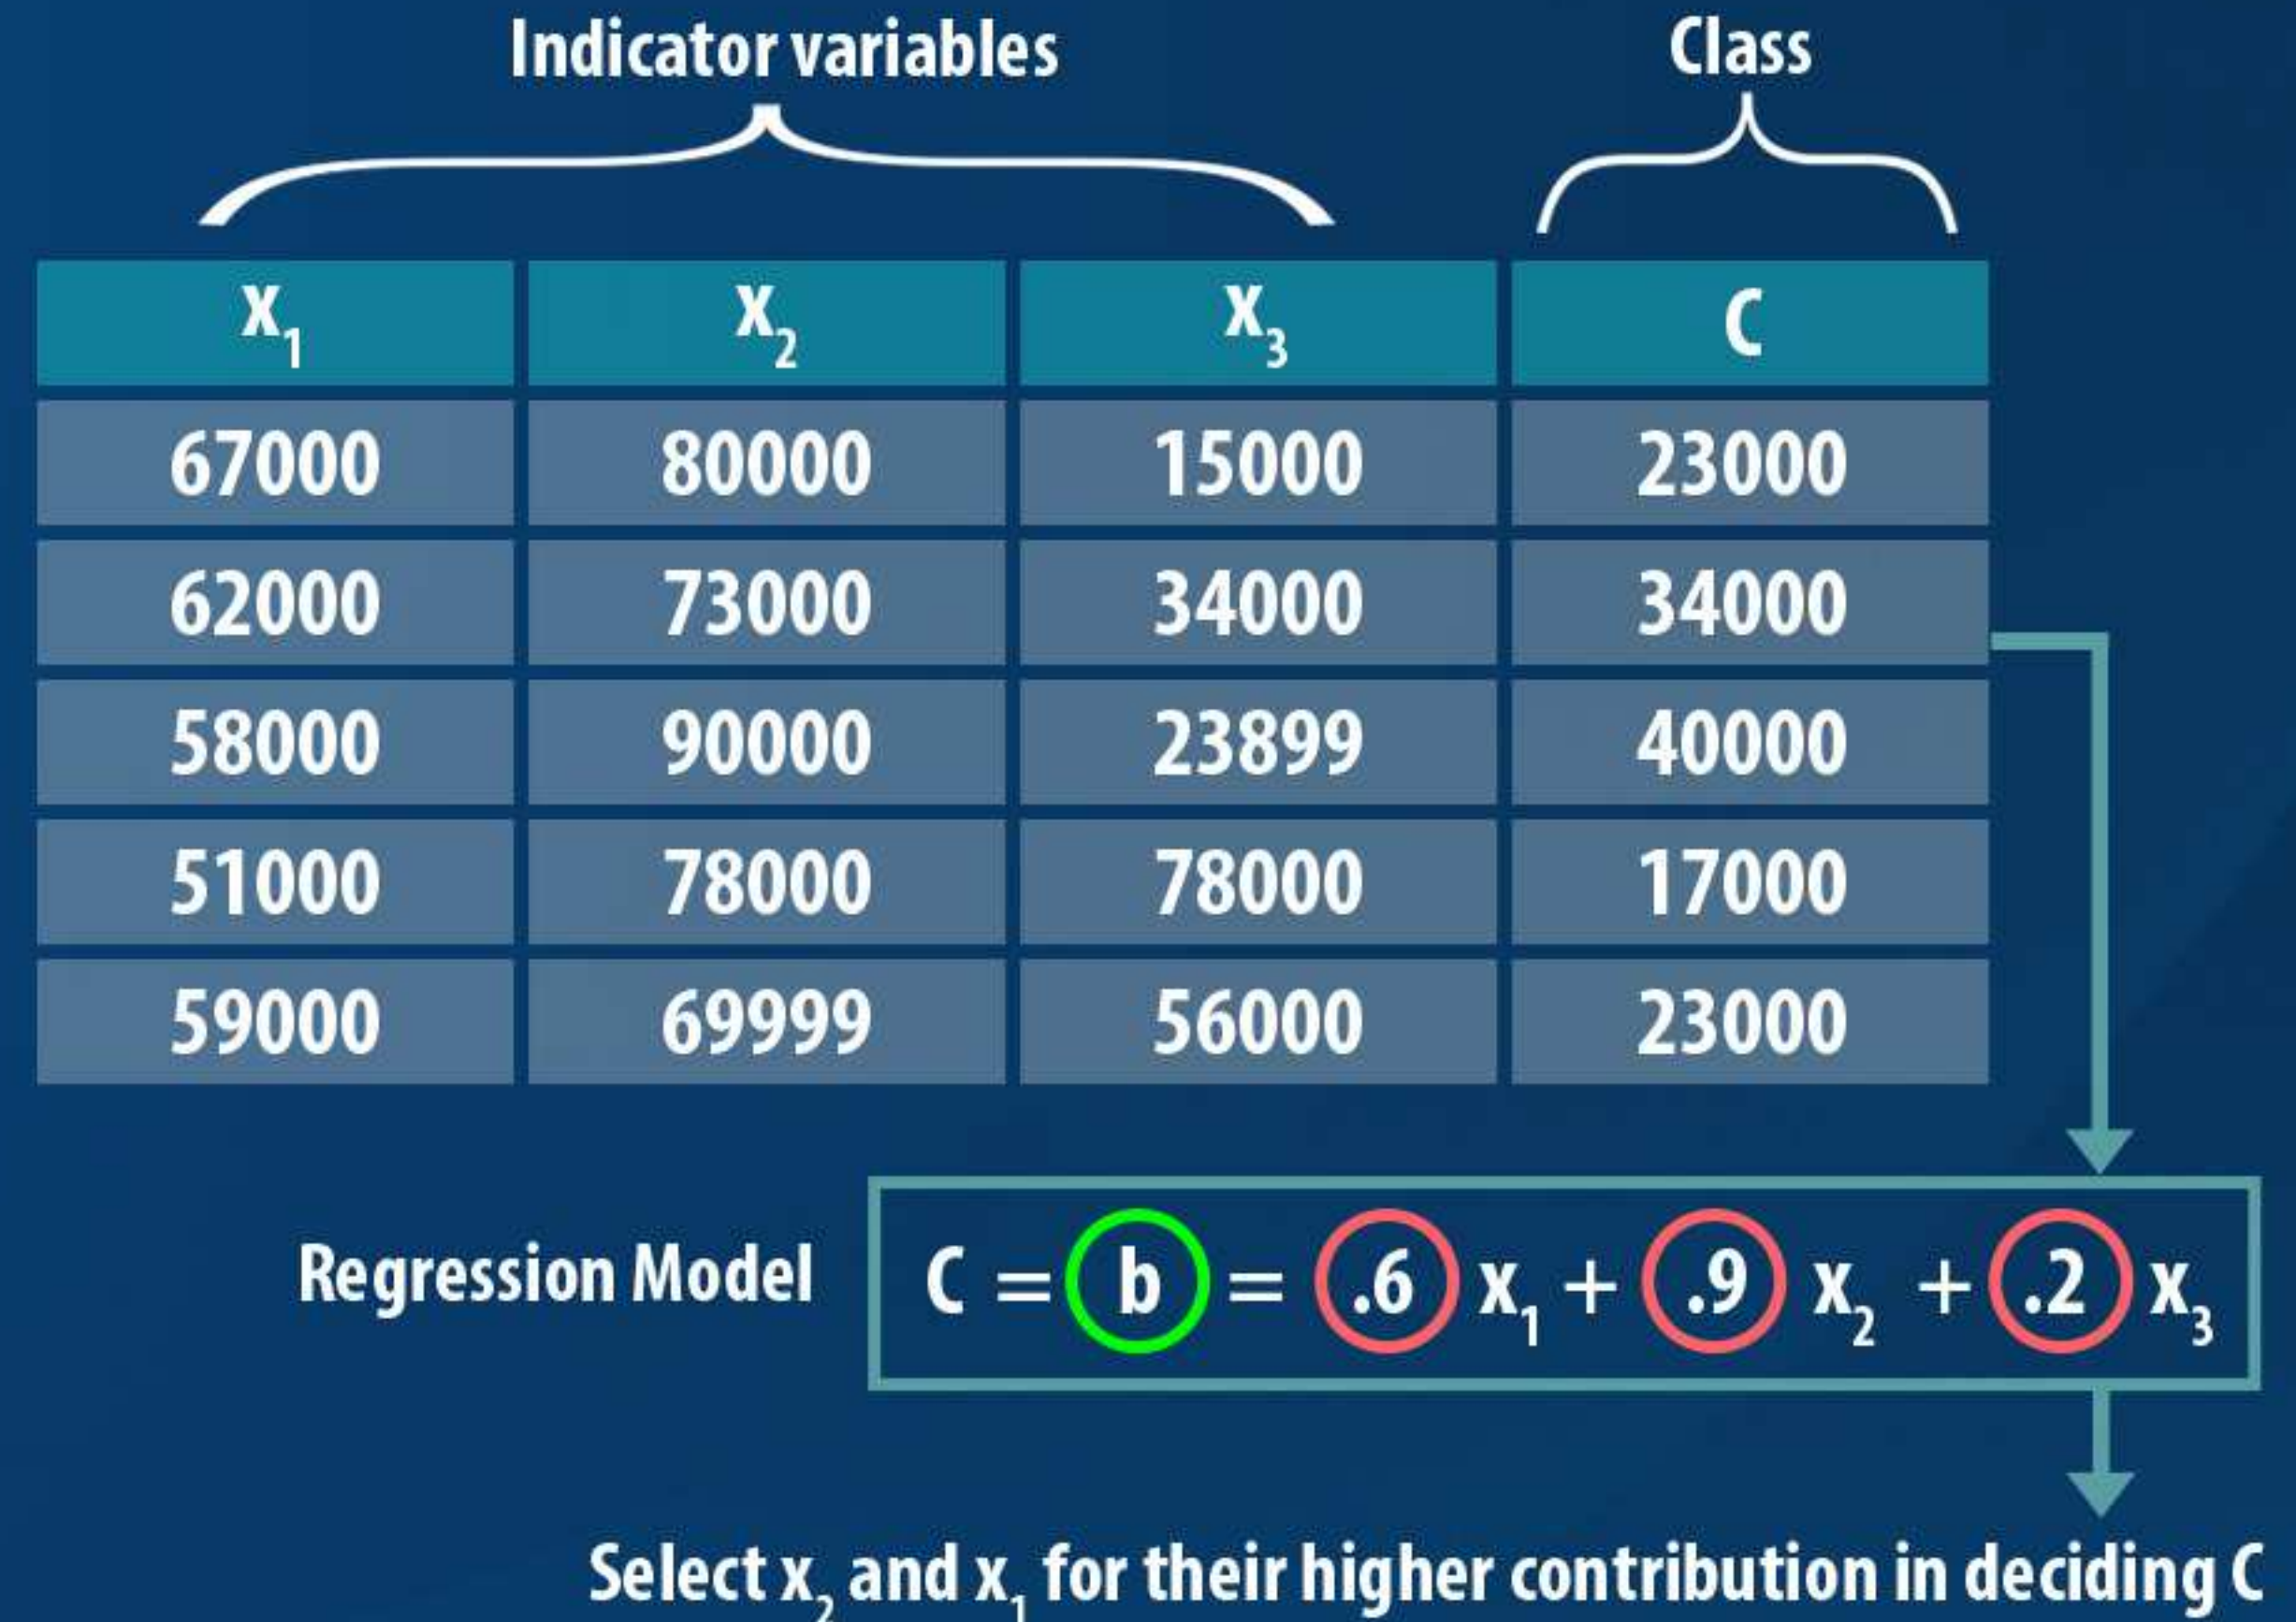 Indicator variables Class
x₁ x₂ x₃ C
67000 80000 15000 23000
62000 73000 34000 34000
58000 90000 23899 40000
51000 78000 78000 17000
59000 69999 56000 23000
Regression Model C = b = .6 x₁ + .9 x₂ + .2 x₃
Select x₂ and x₁ for their higher contribution in deciding C